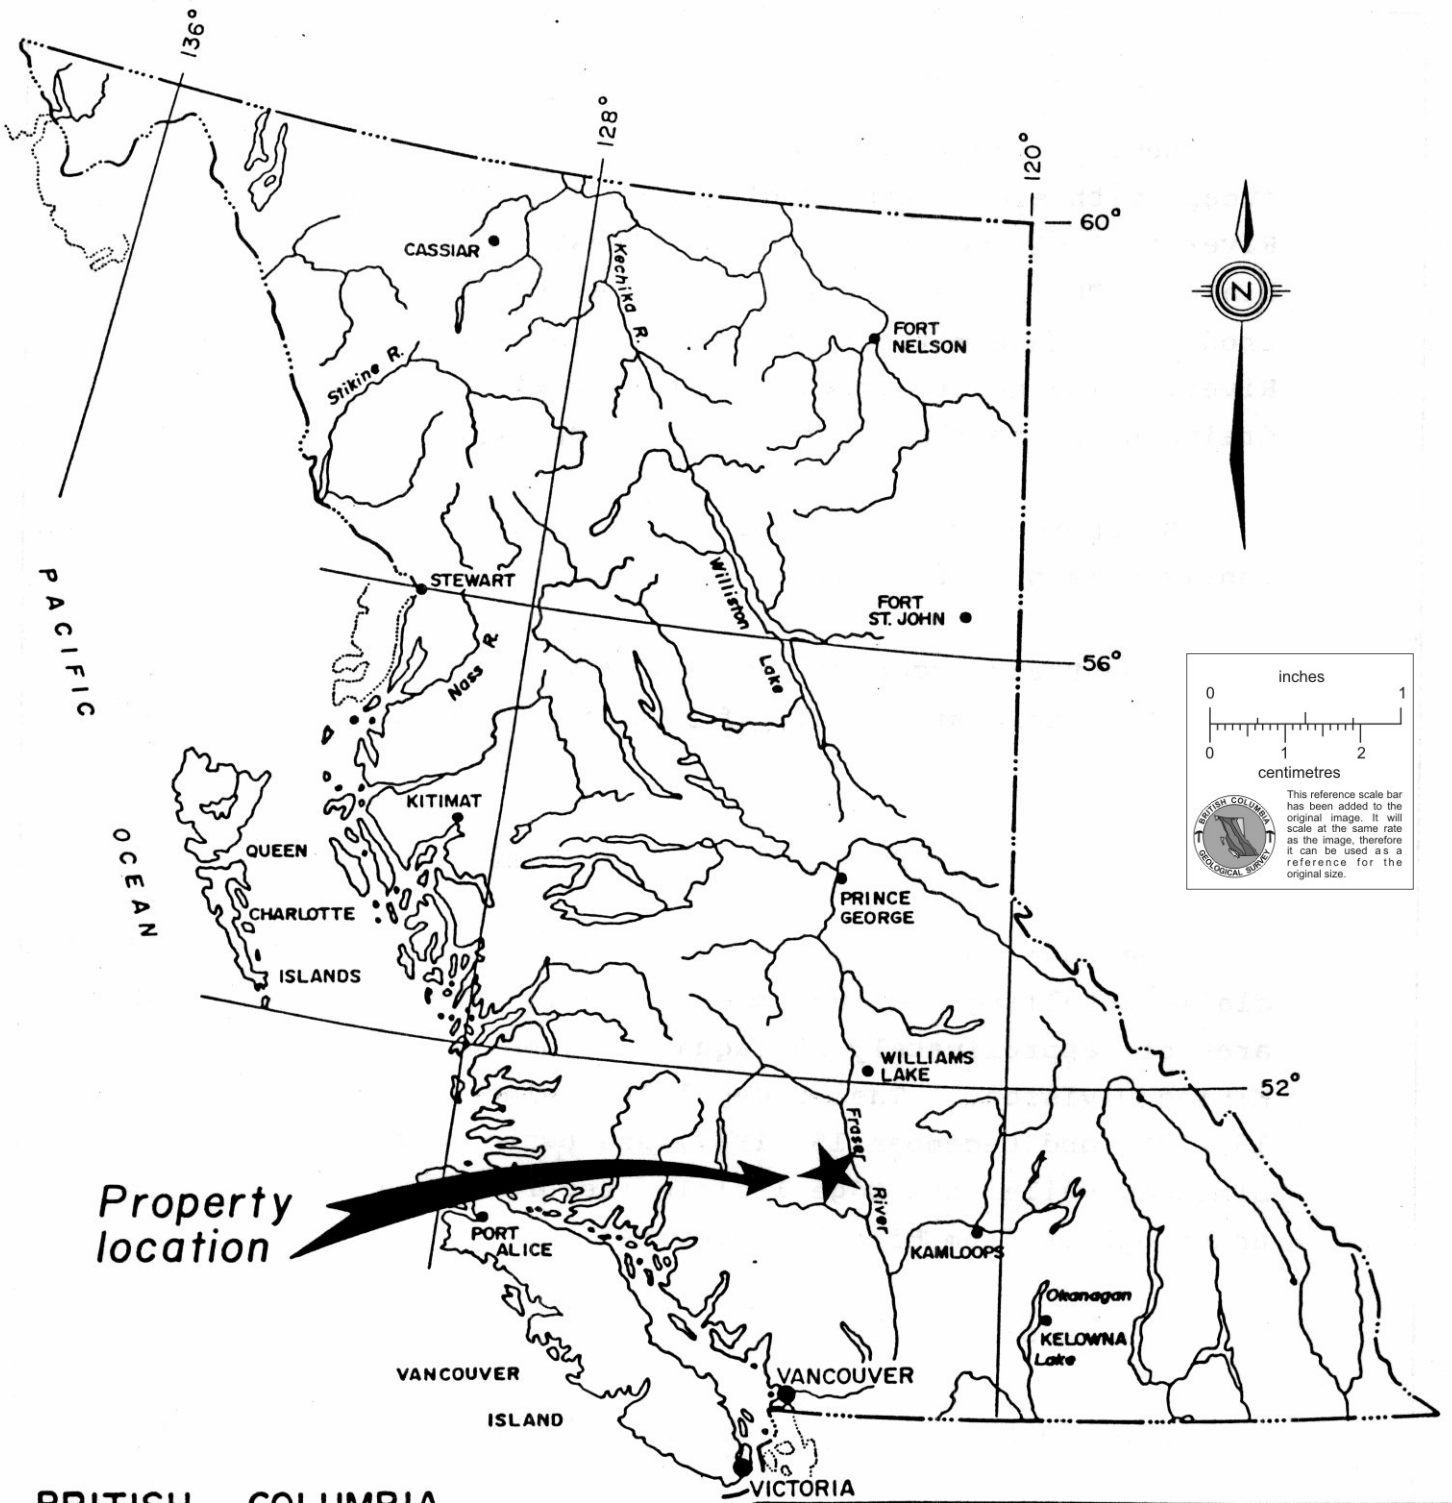 136°
128°
120°
60°
CASSIAR
Kechika R.
FORT
NELSON
Stikine R.
N
PACIFIC
STEWART
Williston
FORT
ST. JOHN
56°
Nass R.
Lake
inches
0 1
0 1 2
centimetres
BRITISH COLUMBIA
GEOLOGICAL SURVEY
This reference scale bar
has been added to the
original image. It will
scale at the same rate
as the image, therefore
it can be used as a
reference for the
original size.
KITIMAT
OCEAN
QUEEN
CHARLOTTE
ISLANDS
PRINCE
GEORGE
WILLIAMS
LAKE
52°
Fraser
River
Property
location
PORT
ALICE
KAMLOOPS
Okanagan
KELOWNA
Lake
VANCOUVER
ISLAND
VANCOUVER
VICTORIA
BRITISH COLUMBIA